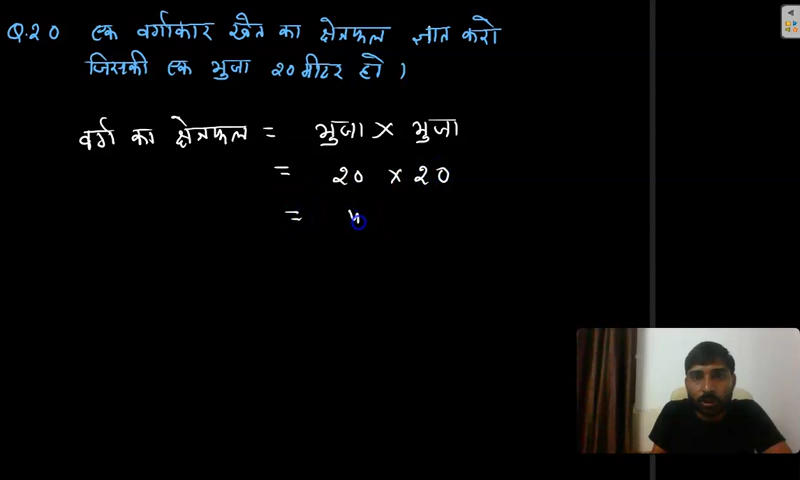 Q.20 एक वर्गाकार खेत का क्षेत्रफल ज्ञात करो
जिसकी एक भुजा 20 मीटर हो।
वर्ग का क्षेत्रफल = भुजा × भुजा
= 20 × 20
=